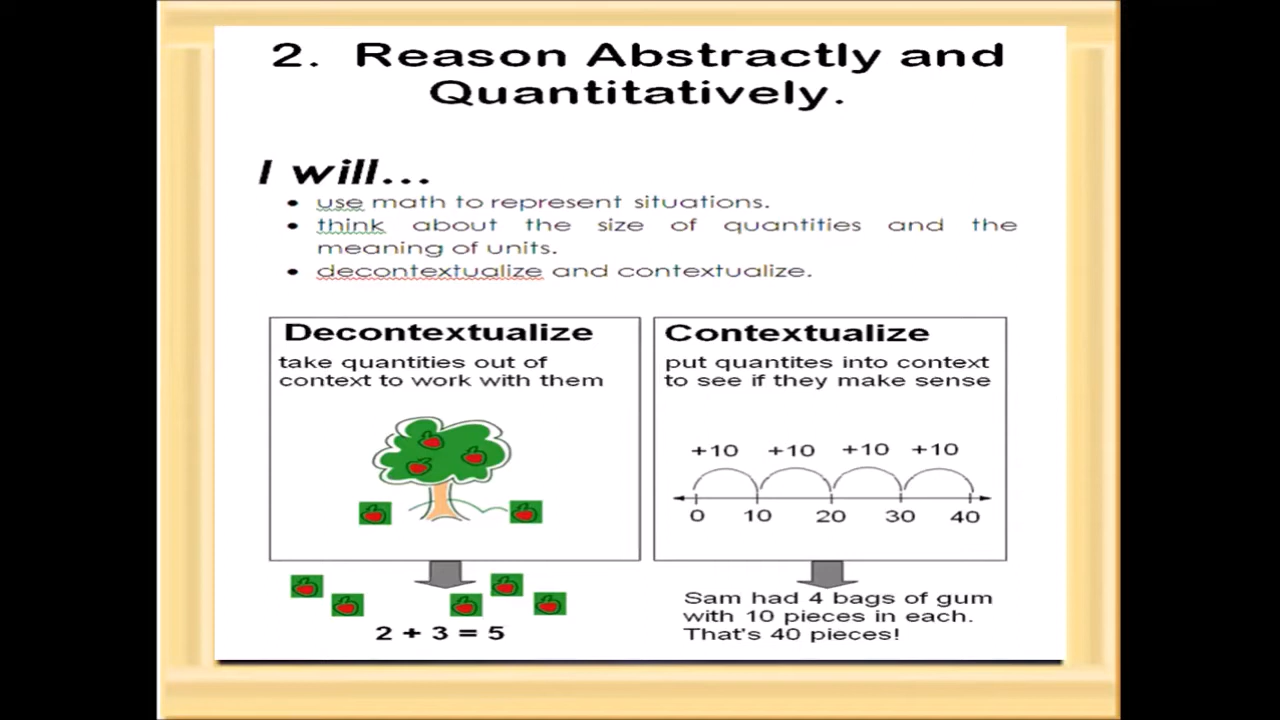 2. Reason Abstractly and
Quantitatively.
I will...
• use math to represent situations.
• think about the size of quantities and the
meaning of units.
• decontextualize and contextualize.
Decontextualize
take quantities out of
context to work with them
2 + 3 = 5
Contextualize
put quantites into context
to see if they make sense
+10 +10 +10 +10
0 10 20 30 40
Sam had 4 bags of gum
with 10 pieces in each.
That's 40 pieces!